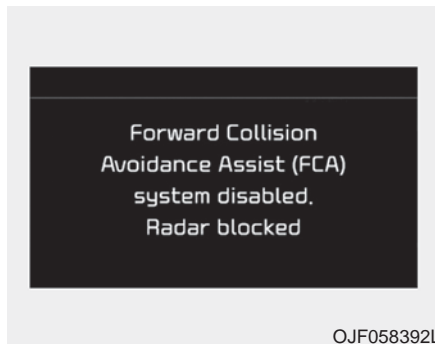 Forward Collision
Avoidance Assist (FCA)
system disabled.
Radar blocked
OJF058392L